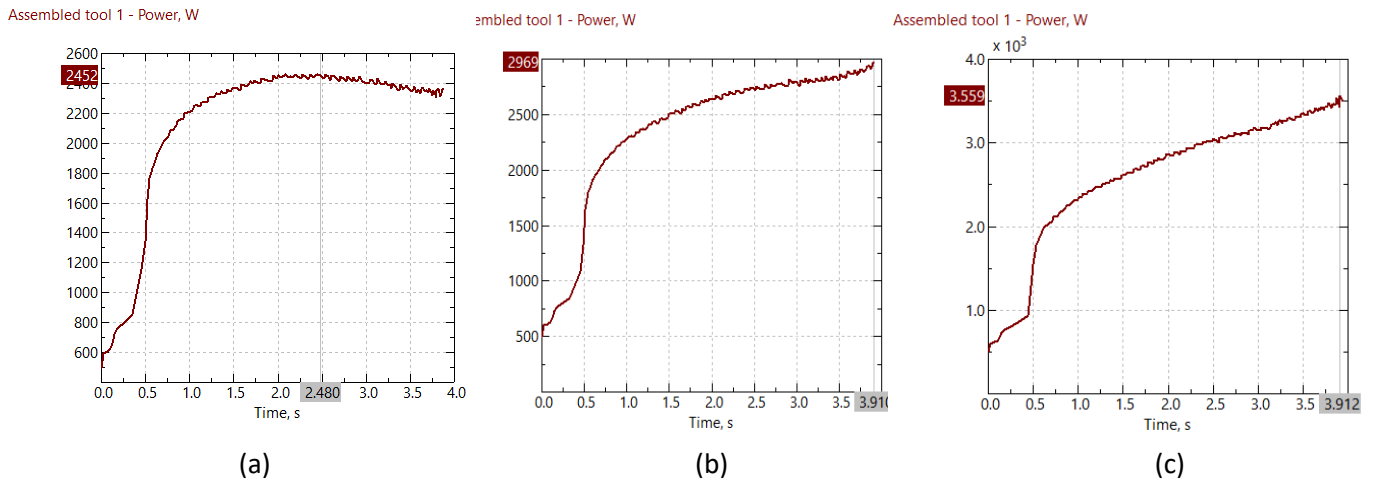 Assembled tool 1 - Power, W
2600
2452
2400
2200
2000
1800
1600
1400
1200
1000
800
600
0.0 0.5 1.0 1.5 2.0 2.480 3.0 3.5 4.0
Time, s
(a)
embled tool 1 - Power, W
2969
2500
2000
1500
1000
500
0.0 0.5 1.0 1.5 2.0 2.5 3.0 3.5 3.910
Time, s
(b)
Assembled tool 1 - Power, W
x 10³
4.0
3.559
3.0
2.0
1.0
0.0 0.5 1.0 1.5 2.0 2.5 3.0 3.5 3.912
Time, s
(c)